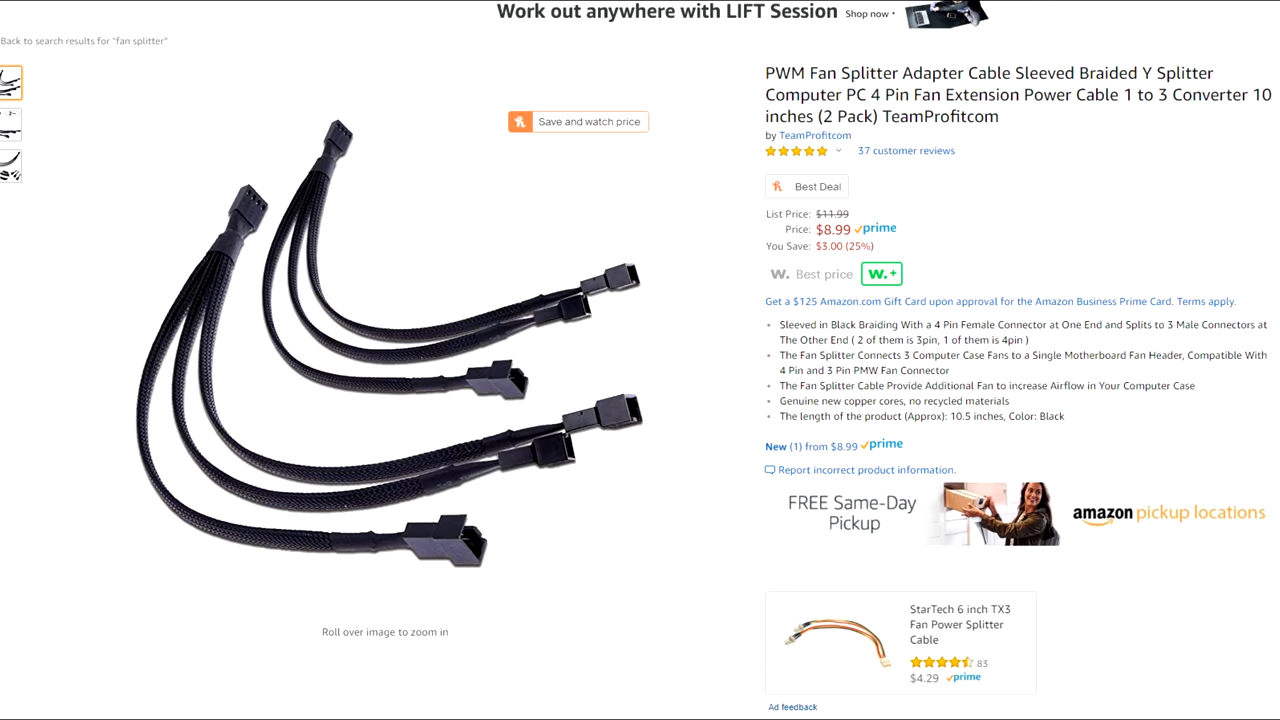 Work out anywhere with LIFT Session Shop now
Back to search results for "fan splitter"
Save and watch price
Roll over image to zoom in
PWM Fan Splitter Adapter Cable Sleeved Braided Y Splitter
Computer PC 4 Pin Fan Extension Power Cable 1 to 3 Converter 10
inches (2 Pack) TeamProfitcom
by TeamProfitcom
37 customer reviews
Best Deal
List Price: $11.99
Price: $8.99 prime
You Save: $3.00 (25%)
w. Best price w.+
Get a $125 Amazon.com Gift Card upon approval for the Amazon Business Prime Card. Terms apply.
Sleeved in Black Braiding With a 4 Pin Female Connector at One End and Splits to 3 Male Connectors at
The Other End ( 2 of them is 3pin, 1 of them is 4pin )
The Fan Splitter Connects 3 Computer Case Fans to a Single Motherboard Fan Header, Compatible With
4 Pin and 3 Pin PMW Fan Connector
The Fan Splitter Cable Provide Additional Fan to increase Airflow in Your Computer Case
Genuine new copper cores, no recycled materials
The length of the product (Approx): 10.5 inches, Color: Black
New (1) from $8.99 prime
Report incorrect product information.
FREE Same-Day
Pickup
amazon pickup locations
StarTech 6 inch TX3
Fan Power Splitter
Cable
83
$4.29 prime
Ad feedback